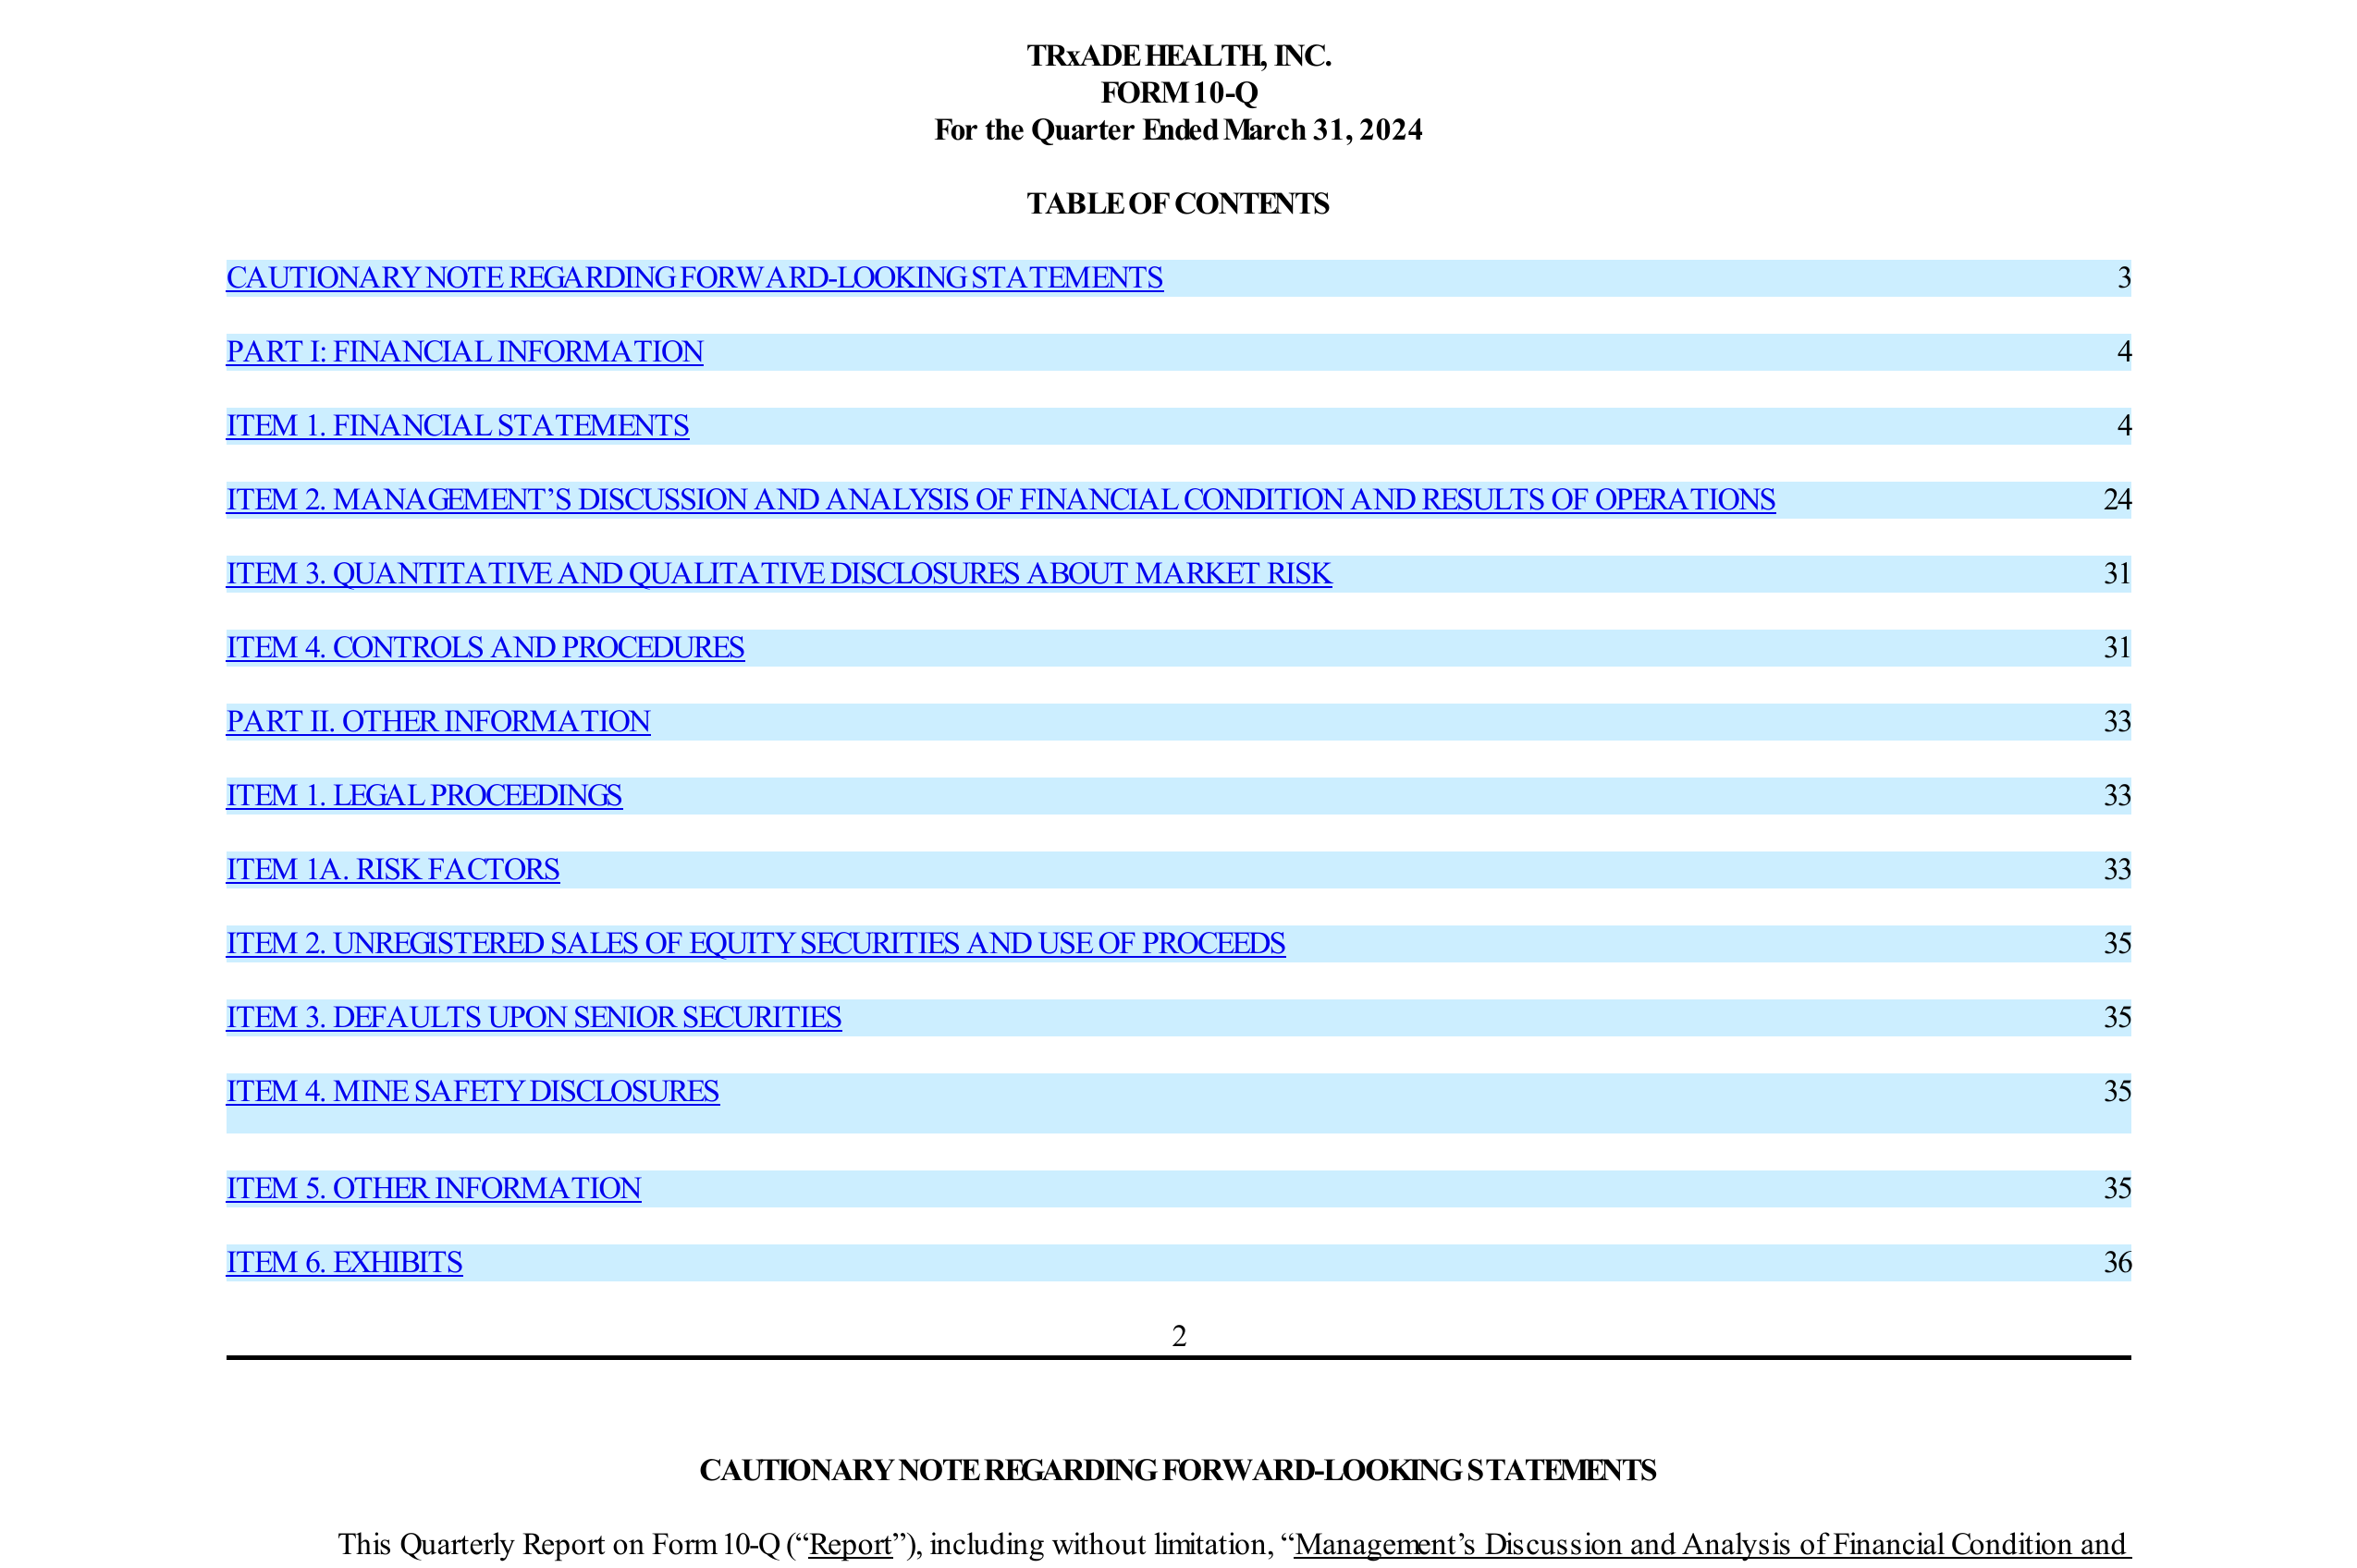 TRxADE HEALTH, INC.
FORM 10-Q
For the Quarter Ended March 31, 2024
TABLE OF CONTENTS
CAUTIONARY NOTE REGARDING FORWARD-LOOKING STATEMENTS 3
PART I: FINANCIAL INFORMATION 4
ITEM 1. FINANCIAL STATEMENTS 4
ITEM 2. MANAGEMENT’S DISCUSSION AND ANALYSIS OF FINANCIAL CONDITION AND RESULTS OF OPERATIONS 24
ITEM 3. QUANTITATIVE AND QUALITATIVE DISCLOSURES ABOUT MARKET RISK 31
ITEM 4. CONTROLS AND PROCEDURES 31
PART II. OTHER INFORMATION 33
ITEM 1. LEGAL PROCEEDINGS 33
ITEM 1A. RISK FACTORS 33
ITEM 2. UNREGISTERED SALES OF EQUITY SECURITIES AND USE OF PROCEEDS 35
ITEM 3. DEFAULTS UPON SENIOR SECURITIES 35
ITEM 4. MINE SAFETY DISCLOSURES 35
ITEM 5. OTHER INFORMATION 35
ITEM 6. EXHIBITS 36
2
CAUTIONARY NOTE REGARDING FORWARD-LOOKING STATEMENTS
This Quarterly Report on Form 10-Q (“Report”), including without limitation, “Management’s Discussion and Analysis of Financial Condition and